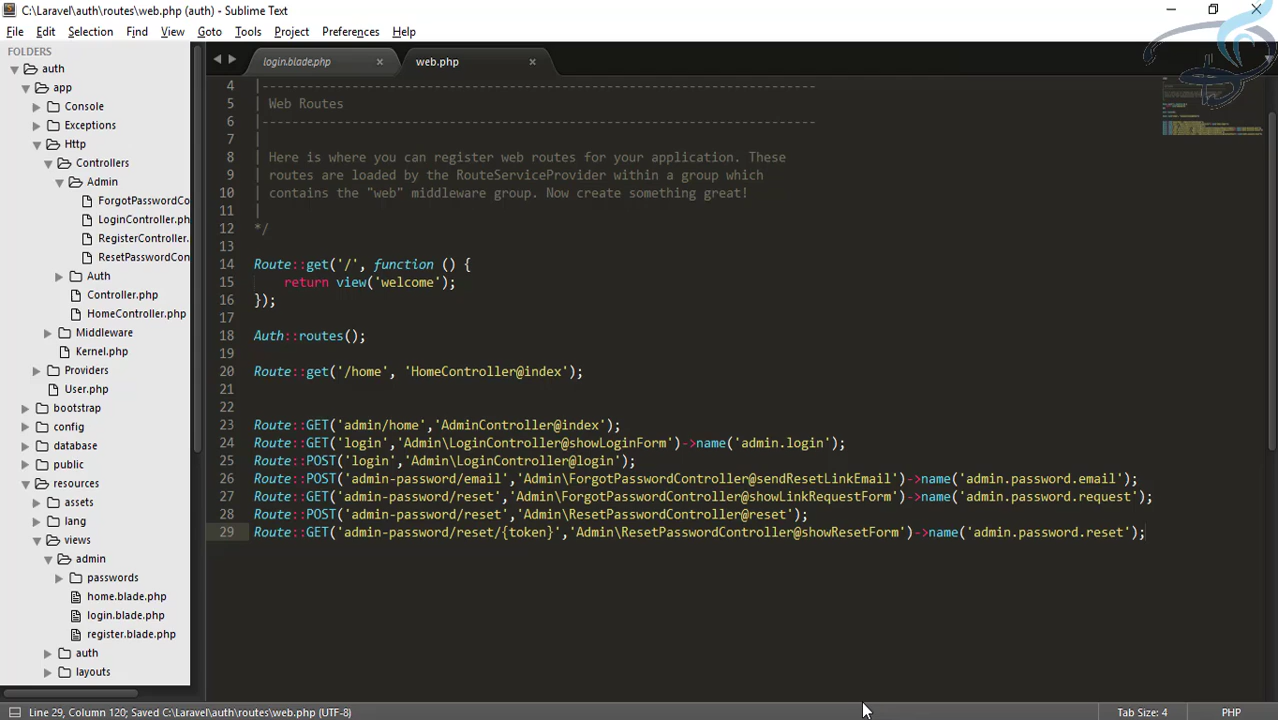 C:\Laravel\auth\routes\web.php (auth) - Sublime Text
File Edit Selection Find View Goto Tools Project Preferences Help
FOLDERS
auth
app
Console
Exceptions
Http
Controllers
Admin
ForgotPasswordCo
LoginController.ph
RegisterController.
ResetPasswordCon
Auth
Controller.php
HomeController.php
Middleware
Kernel.php
Providers
User.php
bootstrap
config
database
public
resources
assets
lang
views
admin
passwords
home.blade.php
login.blade.php
register.blade.php
auth
layouts
login.blade.php web.php
4 |--------------------------------------------------------------------------
5 | Web Routes
6 |--------------------------------------------------------------------------
7 |
8 | Here is where you can register web routes for your application. These
9 | routes are loaded by the RouteServiceProvider within a group which
10 | contains the "web" middleware group. Now create something great!
11 |
12 */
13
14 Route::get('/', function () {
15     return view('welcome');
16 });
17
18 Auth::routes();
19
20 Route::get('/home', 'HomeController@index');
21
22
23 Route::GET('admin/home','AdminController@index');
24 Route::GET('login','Admin\LoginController@showLoginForm')->name('admin.login');
25 Route::POST('login','Admin\LoginController@login');
26 Route::POST('admin-password/email','Admin\ForgotPasswordController@sendResetLinkEmail')->name('admin.password.email');
27 Route::GET('admin-password/reset','Admin\ForgotPasswordController@showLinkRequestForm')->name('admin.password.request');
28 Route::POST('admin-password/reset','Admin\ResetPasswordController@reset');
29 Route::GET('admin-password/reset/{token}','Admin\ResetPasswordController@showResetForm')->name('admin.password.reset');
Line 29, Column 120; Saved C:\Laravel\auth\routes\web.php (UTF-8) Tab Size: 4 PHP